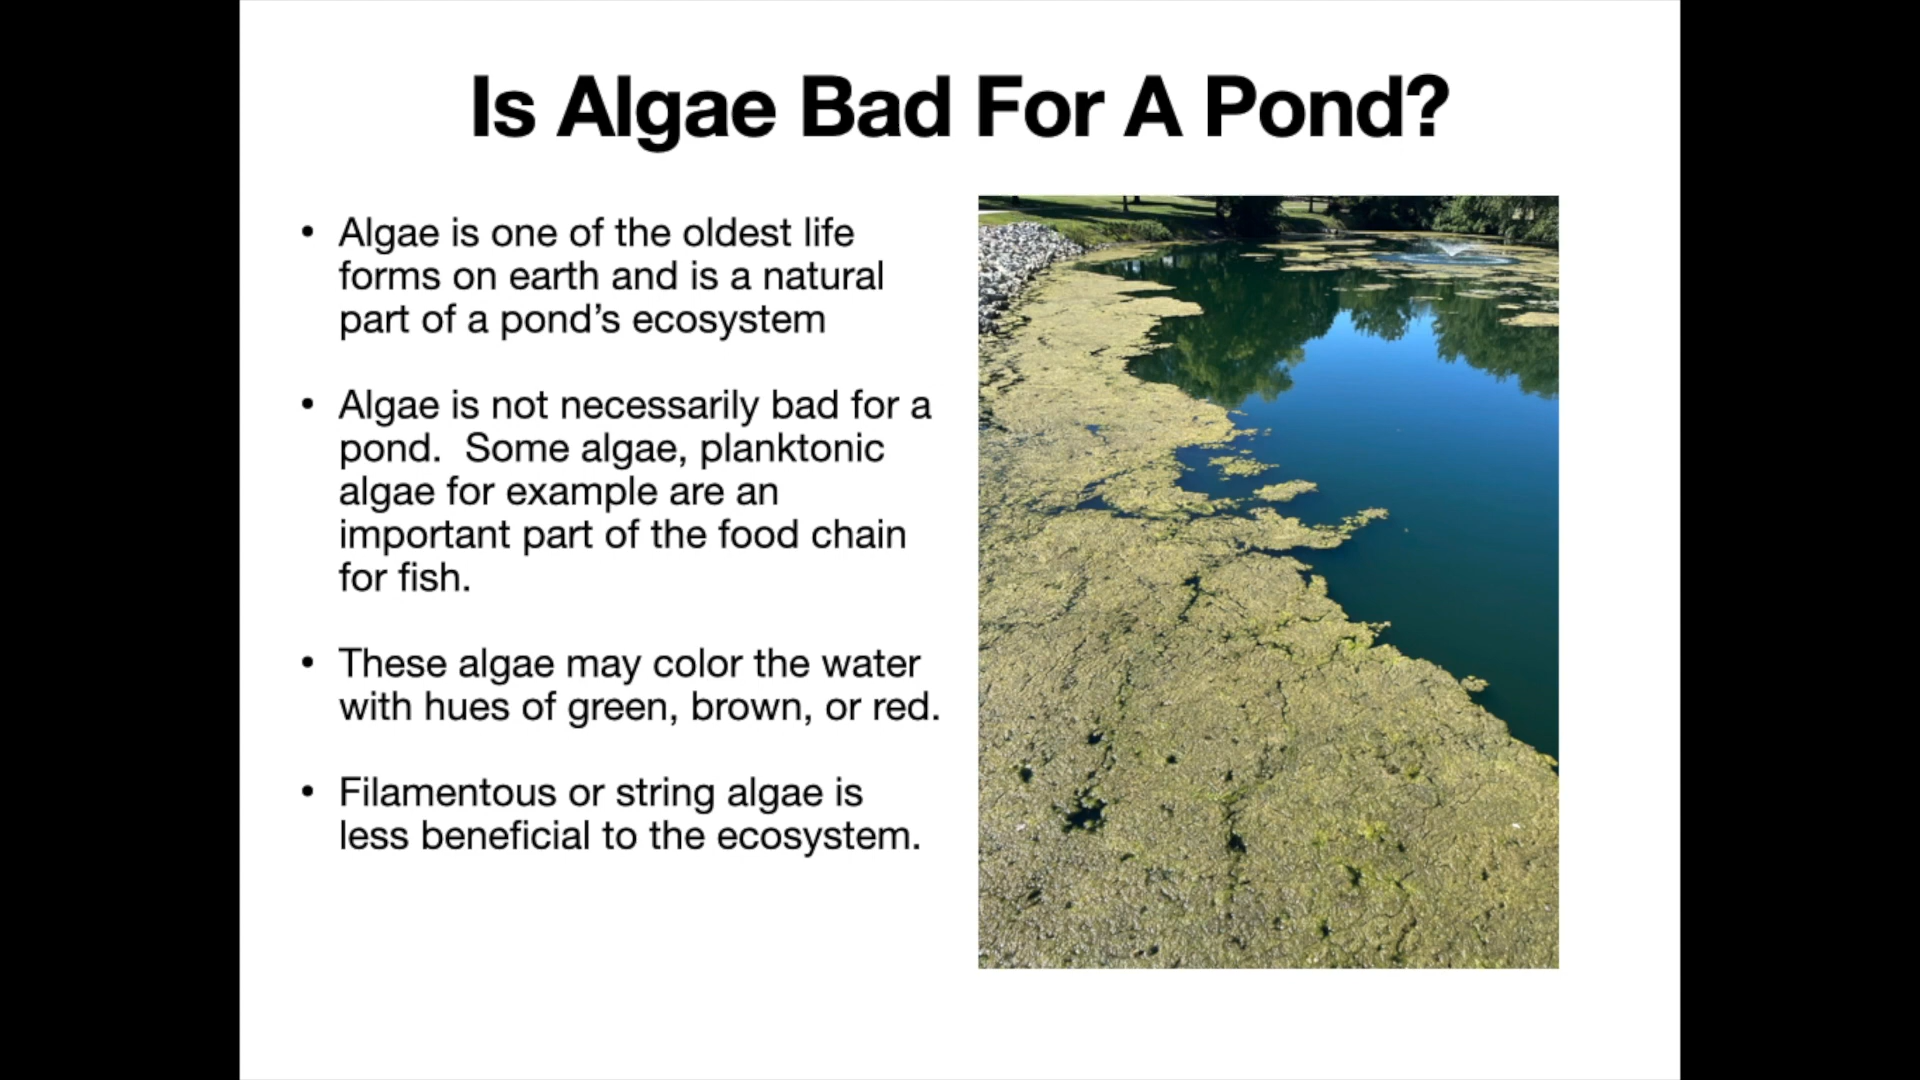 Is Algae Bad For A Pond?
• Algae is one of the oldest life
forms on earth and is a natural
part of a pond’s ecosystem
• Algae is not necessarily bad for a
pond.  Some algae, planktonic
algae for example are an
important part of the food chain
for fish.
• These algae may color the water
with hues of green, brown, or red.
• Filamentous or string algae is
less beneficial to the ecosystem.